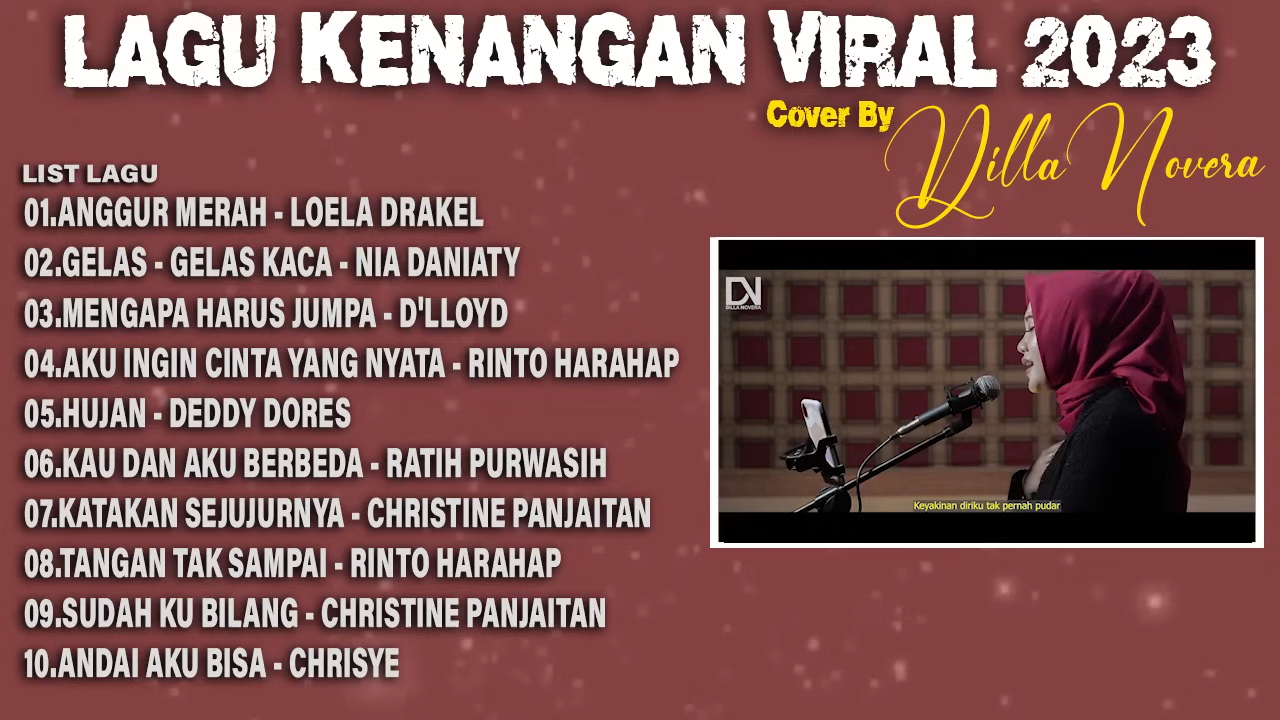 LAGU KENANGAN VIRAL 2023
Cover By Dilla Novera
LIST LAGU
01.ANGGUR MERAH - LOELA DRAKEL
02.GELAS - GELAS KACA - NIA DANIATY
03.MENGAPA HARUS JUMPA - D'LLOYD
04.AKU INGIN CINTA YANG NYATA - RINTO HARAHAP
05.HUJAN - DEDDY DORES
06.KAU DAN AKU BERBEDA - RATIH PURWASIH
07.KATAKAN SEJUJURNYA - CHRISTINE PANJAITAN
08.TANGAN TAK SAMPAI - RINTO HARAHAP
09.SUDAH KU BILANG - CHRISTINE PANJAITAN
10.ANDAI AKU BISA - CHRISYE
DN
DILLA NOVERA
Keyakinan diriku tak pernah pudar